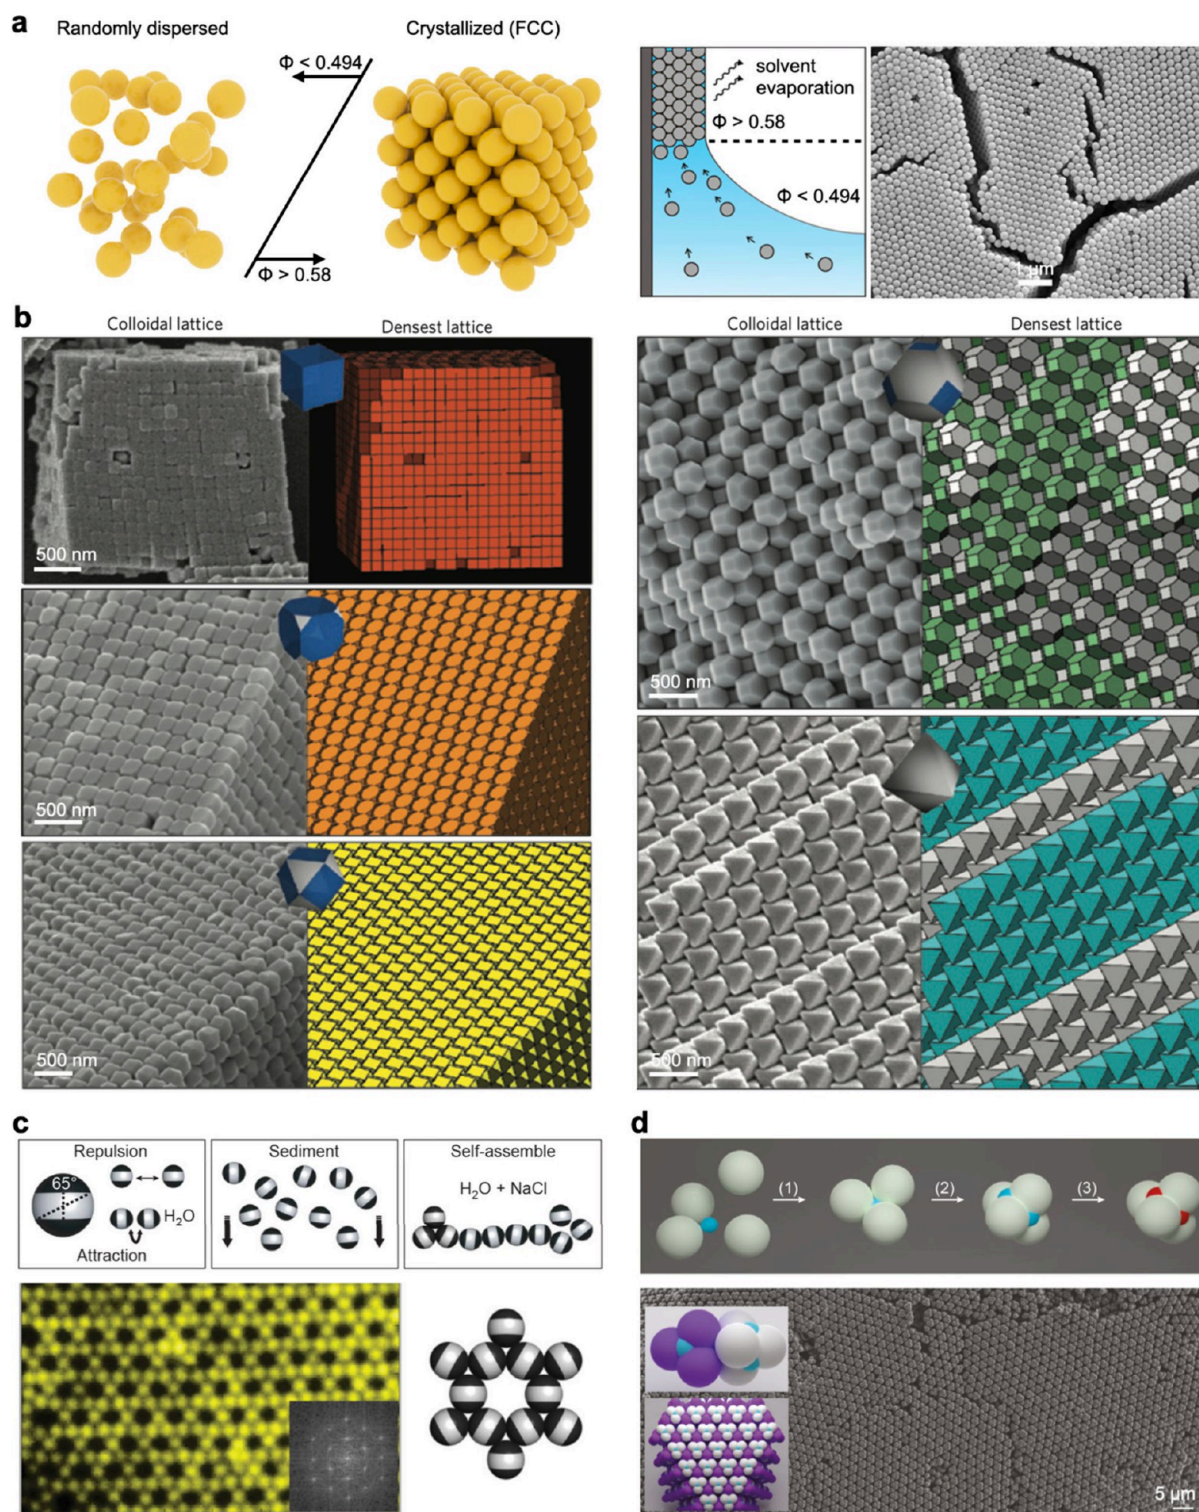 a
Randomly dispersed
Crystallized (FCC)
Φ < 0.494
Φ > 0.58
solvent
evaporation
Φ > 0.58
Φ < 0.494
1 μm
b
Colloidal lattice
Densest lattice
500 nm
500 nm
500 nm
Colloidal lattice
Densest lattice
500 nm
500 nm
c
Repulsion
65°
H₂O
Attraction
Sediment
Self-assemble
H₂O + NaCl
d
(1)
(2)
(3)
5 μm